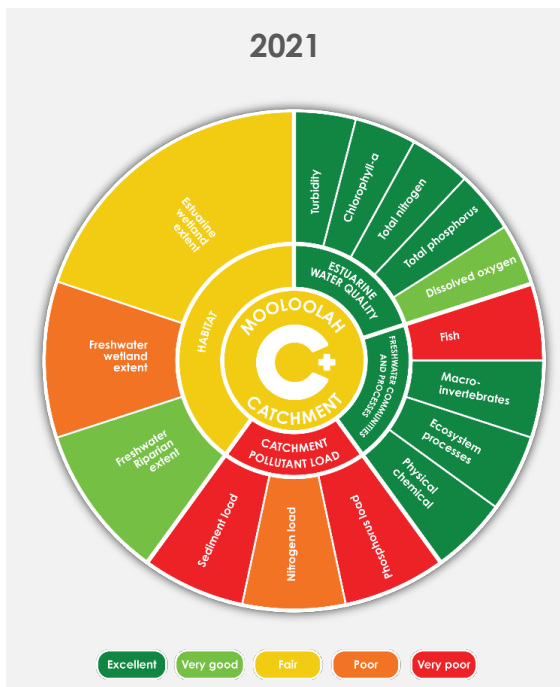 2021
MOOLOOLAH
C+
CATCHMENT
ESTUARINE
WATER QUALITY
Turbidity
Chlorophyll-a
Total nitrogen
Total phosphorus
Dissolved oxygen
FRESHWATER COMMUNITIES
AND PROCESSES
Fish
Macro-
invertebrates
Ecosystem
processes
Physical
chemical
CATCHMENT
POLLUTANT LOAD
Phosphorus load
Nitrogen load
Sediment load
HABITAT
Freshwater
Riparian
extent
Freshwater
wetland
extent
Estuarine
wetland
extent
Excellent
Very good
Fair
Poor
Very poor